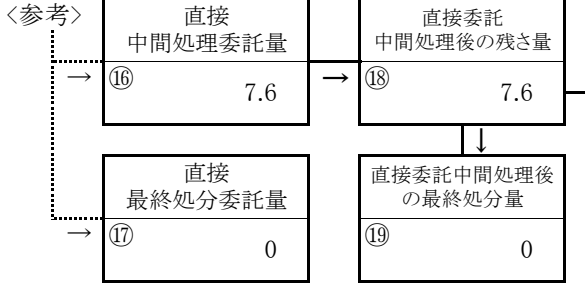 〈参考〉
直接
中間処理委託量
→ ⑯
7.6
→
直接委託
中間処理後の残さ量
⑱
7.6
↓
直接
最終処分委託量
→ ⑰
0
直接委託中間処理後
の最終処分量
⑲
0